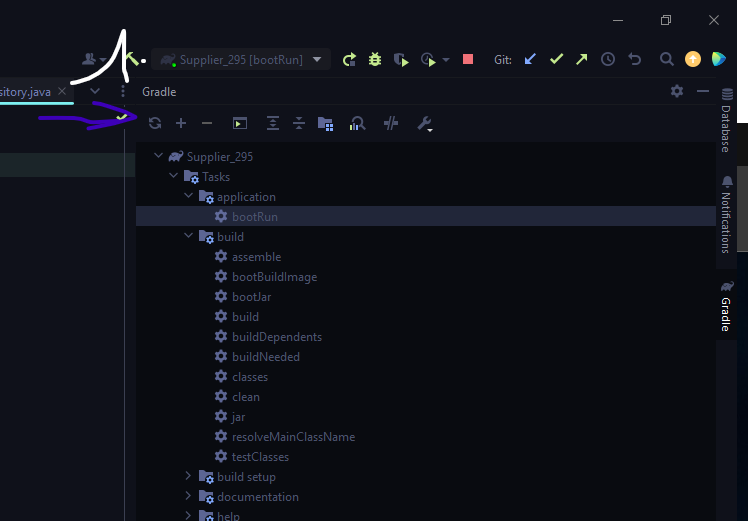 Supplier_295 [bootRun]
Git:
sitory.java
Gradle
Supplier_295
Tasks
application
bootRun
build
assemble
bootBuildImage
bootJar
build
buildDependents
buildNeeded
classes
clean
jar
resolveMainClassName
testClasses
build setup
documentation
help
Database
Notifications
Gradle